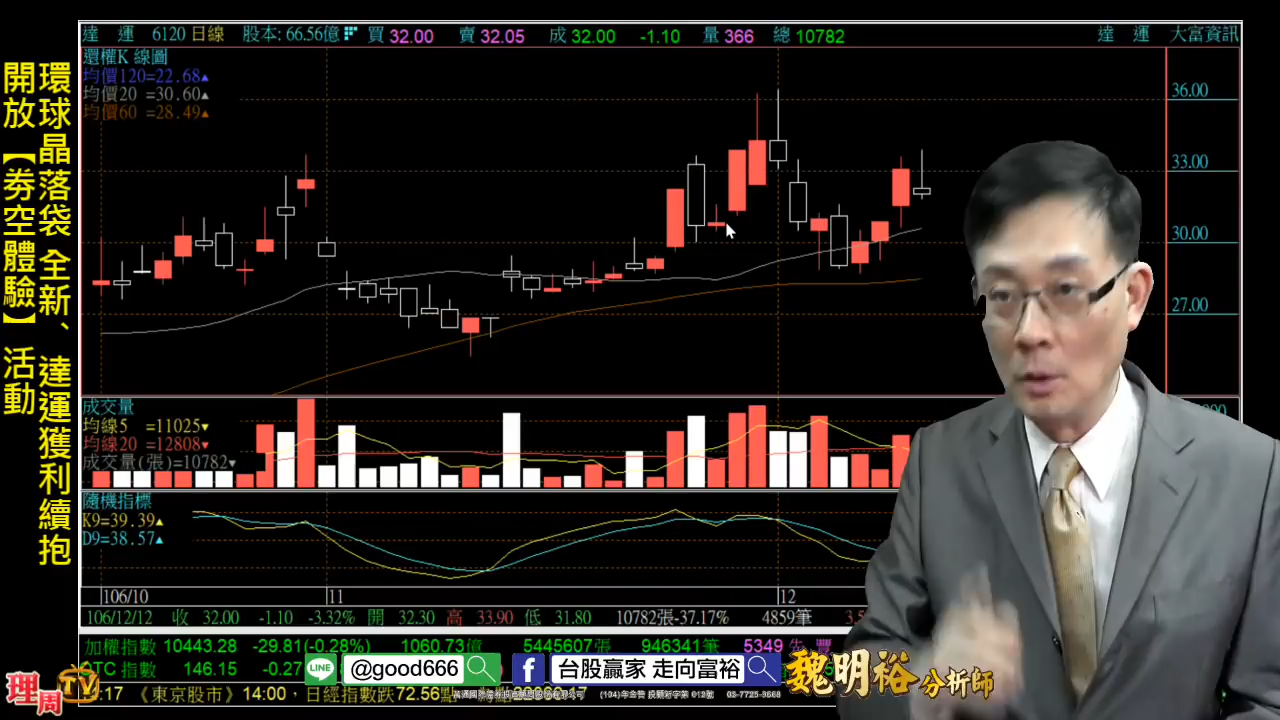 環球晶落袋 全新、達運獲利續抱
開放【券空體驗】活動
達 運 6120 日線 股本: 66.56億 買 32.00 賣 32.05 成 32.00 -1.10 量 366 總 10782 達 運 大富資訊
還權K 線圖
均價120=22.68▲
均價20 =30.60▲
均價60 =28.49▲
36.00
33.00
30.00
27.00
成交量
均線5 =11025▼
均線20 =12808▼
成交量(張)=10782▼
隨機指標
K9=39.39▲
D9=38.57▲
106/10 11 12
106/12/12 收 32.00 -1.10 -3.32% 開 32.30 高 33.90 低 31.80 10782張-37.17% 4859筆
加權指數 10443.28 -29.81(-0.28%) 1060.73億 5445607張 946341筆 5349 先 豐
OTC 指數 146.15 -0.27
LINE @good666
f 台股贏家 走向富裕
魏明裕 分析師
理周TV
:17 《東京股市》14:00，日經指數跌72.56點